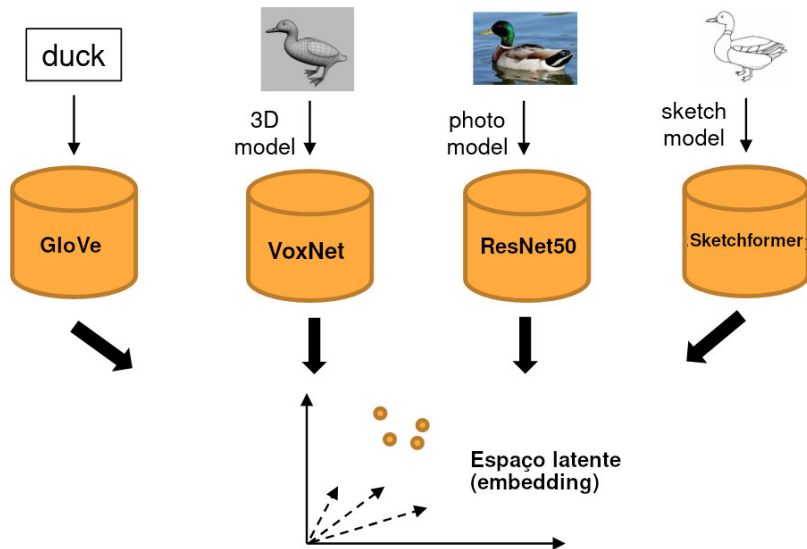 duck
3D
model
photo
model
sketch
model
GloVe
VoxNet
ResNet50
Sketchformer
Espaço latente
(embedding)